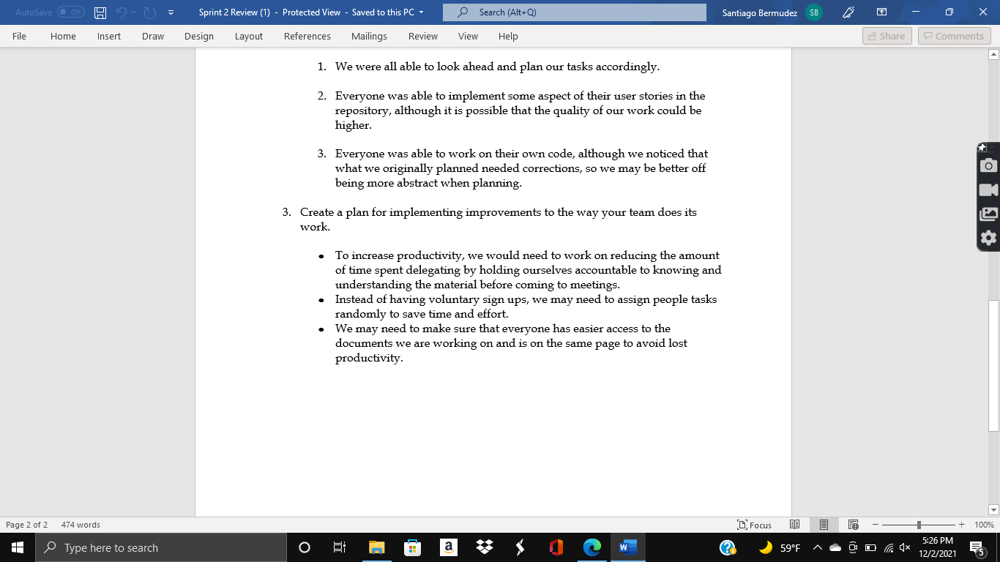 AutoSave Off Sprint 2 Review (1) - Protected View - Saved to this PC Search (Alt+Q) Santiago Bermudez SB
File Home Insert Draw Design Layout References Mailings Review View Help Share Comments
1. We were all able to look ahead and plan our tasks accordingly.
2. Everyone was able to implement some aspect of their user stories in the
repository, although it is possible that the quality of our work could be
higher.
3. Everyone was able to work on their own code, although we noticed that
what we originally planned needed corrections, so we may be better off
being more abstract when planning.
3. Create a plan for implementing improvements to the way your team does its
work.
• To increase productivity, we would need to work on reducing the amount
of time spent delegating by holding ourselves accountable to knowing and
understanding the material before coming to meetings.
• Instead of having voluntary sign ups, we may need to assign people tasks
randomly to save time and effort.
• We may need to make sure that everyone has easier access to the
documents we are working on and is on the same page to avoid lost
productivity.
Page 2 of 2 474 words Focus 100%
Type here to search a W 59°F 5:26 PM
12/2/2021 5